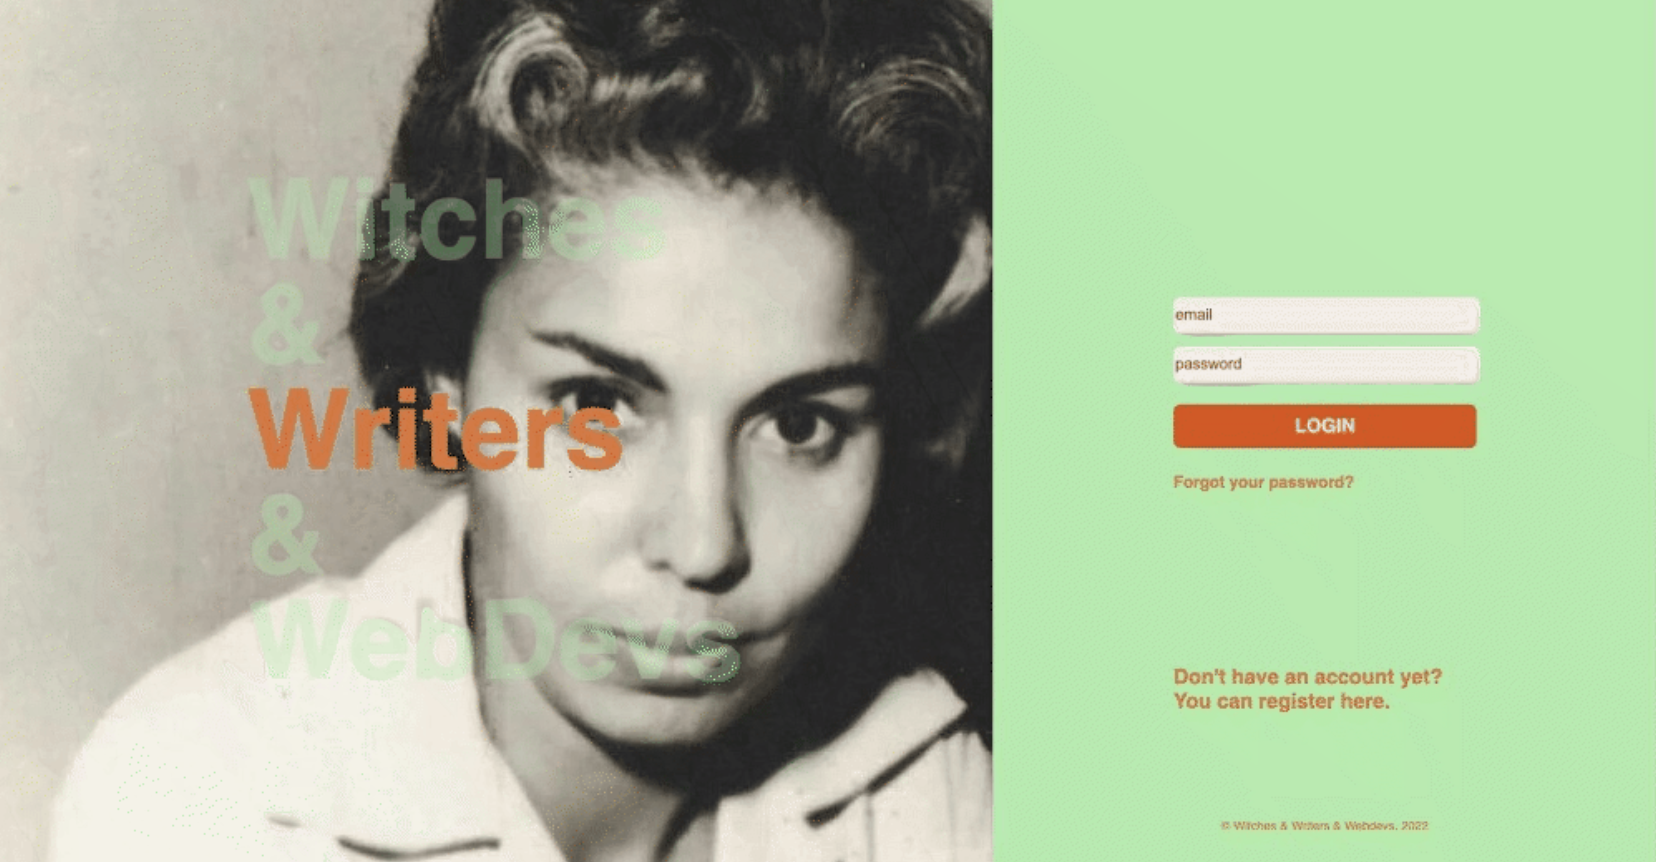 Witches
&
Writers
&
WebDevs
email
password
LOGIN
Forgot your password?
Don't have an account yet?
You can register here.
© Witches & Writers & Webdevs. 2022